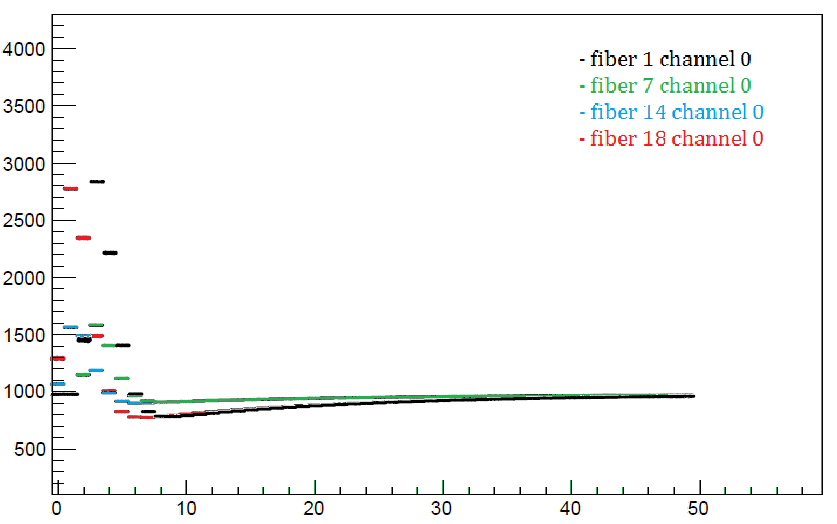 4000
- fiber 1 channel 0
- fiber 7 channel 0
3500
- fiber 14 channel 0
- fiber 18 channel 0
3000
2500
2000
1500
1000
500
0 10 20 30 40 50